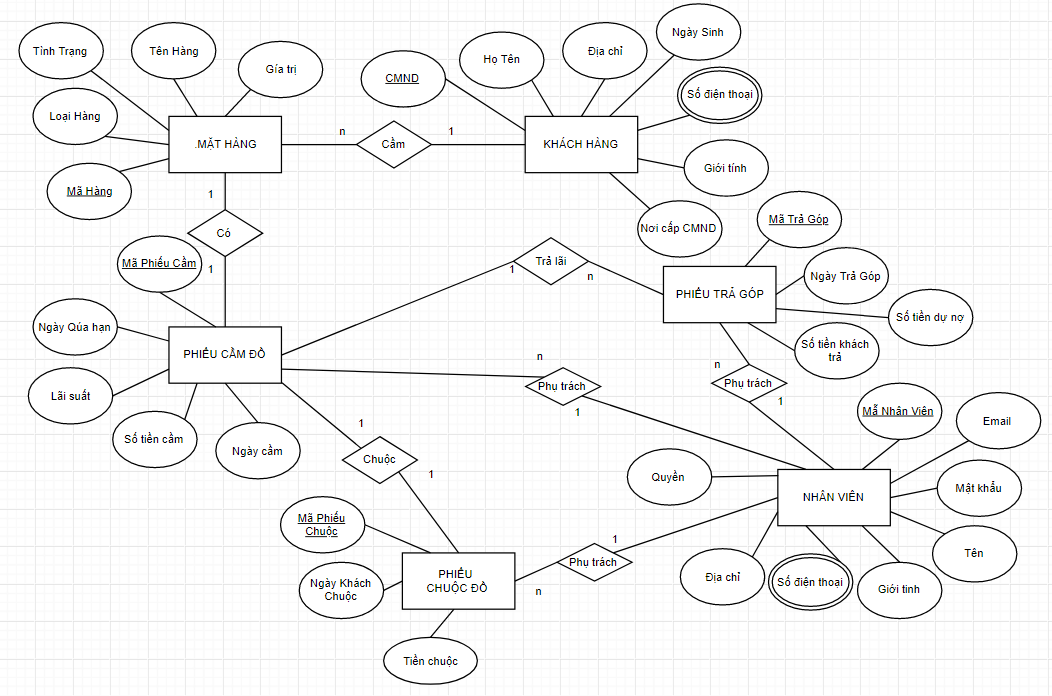 Ngày Sinh
Tình Trạng
Tên Hàng
Họ Tên
Địa chỉ
Gía trị
CMND
Số điện thoại
Loại Hàng
n
1
.MẶT HÀNG
Cầm
KHÁCH HÀNG
Giới tính
Mã Hàng
1
Mã Trả Góp
Nơi cấp CMND
Có
Mã Phiếu Cầm
1
Trả lãi
1
n
Ngày Trả Góp
PHIẾU TRẢ GÓP
Số tiền dự nợ
Ngày Qúa hạn
Số tiền khách
trả
PHIẾU CẦM ĐỒ
n
n
Phụ trách
Phụ trách
Lãi suất
1
1
Mẫ Nhân Viên
Email
1
Số tiền cầm
Ngày cầm
Chuộc
1
Quyền
Mật khẩu
NHÂN VIÊN
Mã Phiếu
Chuộc
1
Tên
Phụ trách
PHIẾU
CHUỘC ĐỒ
Ngày Khách
Chuộc
n
Địa chỉ
Số điện thoại
Giới tinh
Tiền chuộc